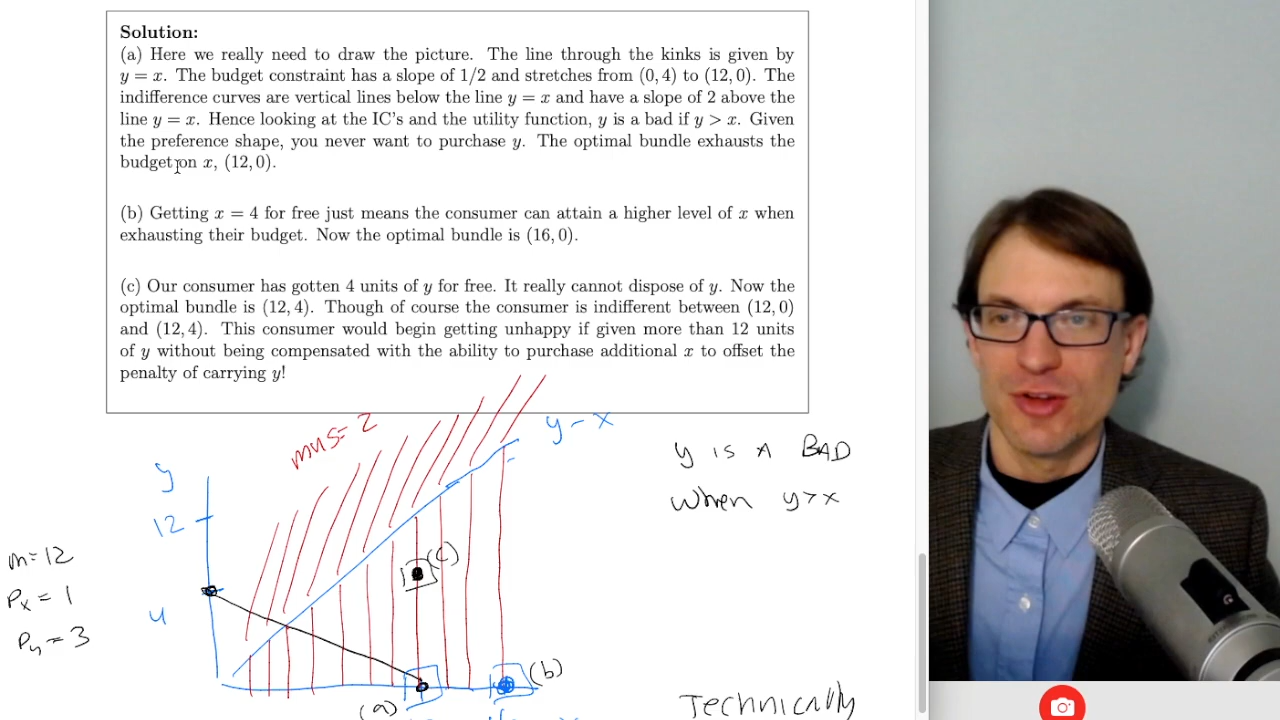 Solution:
(a) Here we really need to draw the picture. The line through the kinks is given by
y = x. The budget constraint has a slope of 1/2 and stretches from (0, 4) to (12, 0). The
indifference curves are vertical lines below the line y = x and have a slope of 2 above the
line y = x. Hence looking at the IC's and the utility function, y is a bad if y > x. Given
the preference shape, you never want to purchase y. The optimal bundle exhausts the
budget on x, (12, 0).
(b) Getting x = 4 for free just means the consumer can attain a higher level of x when
exhausting their budget. Now the optimal bundle is (16, 0).
(c) Our consumer has gotten 4 units of y for free. It really cannot dispose of y. Now the
optimal bundle is (12, 4). Though of course the consumer is indifferent between (12, 0)
and (12, 4). This consumer would begin getting unhappy if given more than 12 units
of y without being compensated with the ability to purchase additional x to offset the
penalty of carrying y!
MUS = 2
y - x
y IS A BAD
When y > x
y
12
4
m = 12
Px = 1
Py = 3
(c)
(b)
(a)
Technically